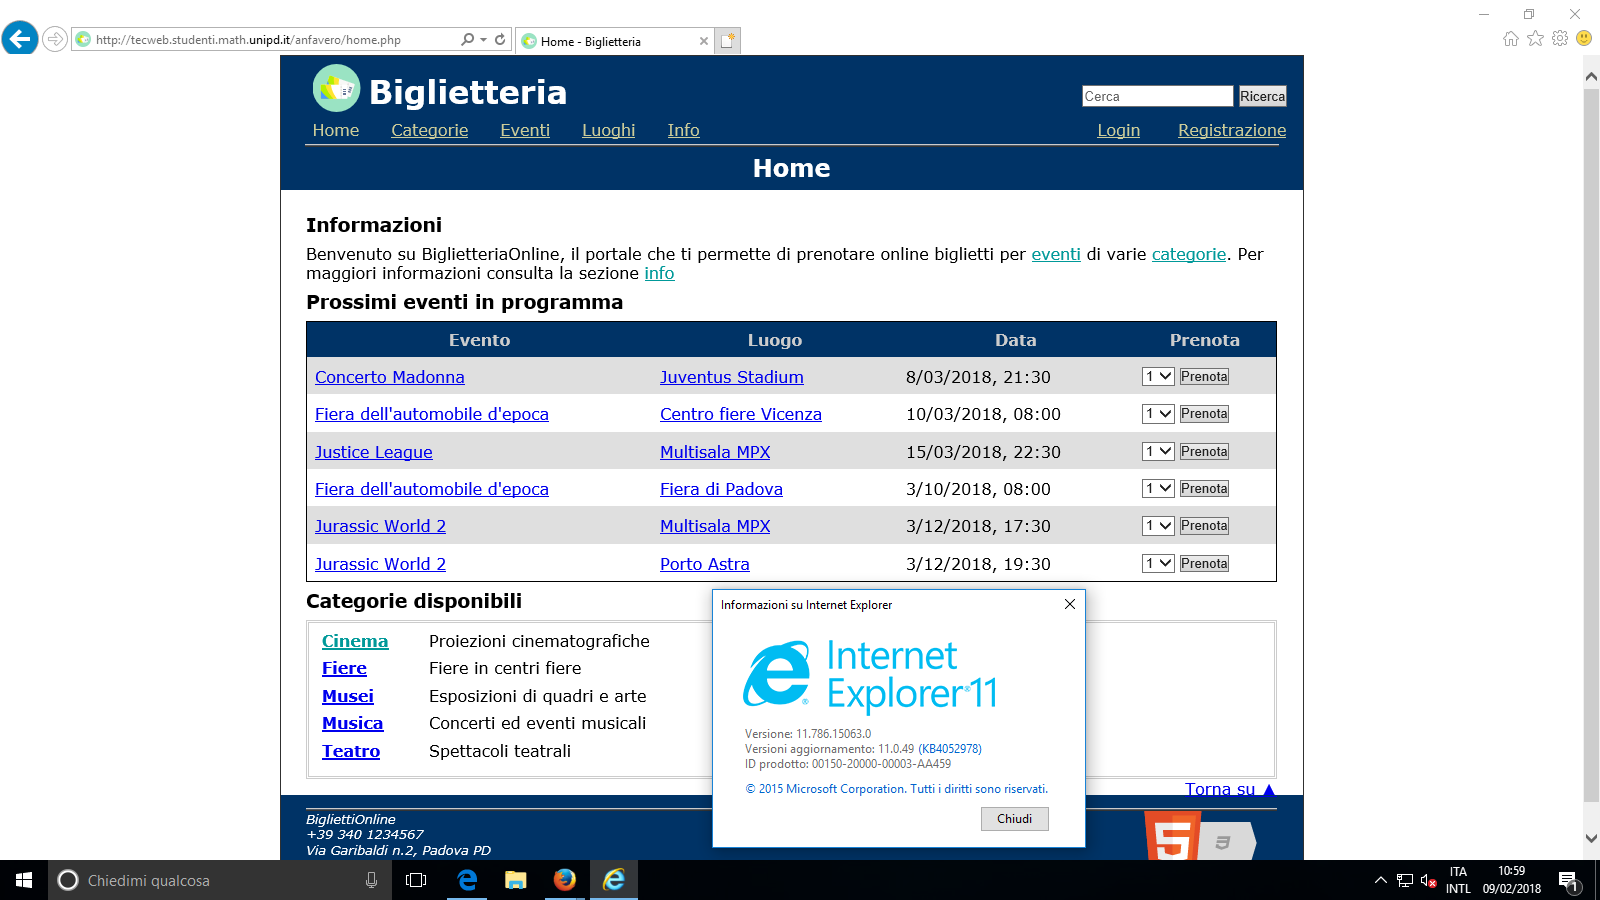 http://tecweb.studenti.math.unipd.it/anfavero/home.php
Home - Biglietteria
Biglietteria
Cerca
Ricerca
Home Categorie Eventi Luoghi Info Login Registrazione
Home
Informazioni
Benvenuto su BiglietteriaOnline, il portale che ti permette di prenotare online biglietti per eventi di varie categorie. Per
maggiori informazioni consulta la sezione info
Prossimi eventi in programma
Evento Luogo Data Prenota
Concerto Madonna Juventus Stadium 8/03/2018, 21:30 1 Prenota
Fiera dell'automobile d'epoca Centro fiere Vicenza 10/03/2018, 08:00 1 Prenota
Justice League Multisala MPX 15/03/2018, 22:30 1 Prenota
Fiera dell'automobile d'epoca Fiera di Padova 3/10/2018, 08:00 1 Prenota
Jurassic World 2 Multisala MPX 3/12/2018, 17:30 1 Prenota
Jurassic World 2 Porto Astra 3/12/2018, 19:30 1 Prenota
Categorie disponibili
Cinema Proiezioni cinematografiche
Fiere Fiere in centri fiere
Musei Esposizioni di quadri e arte
Musica Concerti ed eventi musicali
Teatro Spettacoli teatrali
Torna su ▲
BigliettiOnline
+39 340 1234567
Via Garibaldi n.2, Padova PD
Informazioni su Internet Explorer
Internet
Explorer®11
Versione: 11.786.15063.0
Versioni aggiornamento: 11.0.49 (KB4052978)
ID prodotto: 00150-20000-00003-AA459
© 2015 Microsoft Corporation. Tutti i diritti sono riservati.
Chiudi
Chiedimi qualcosa
ITA
INTL
10:59
09/02/2018
1